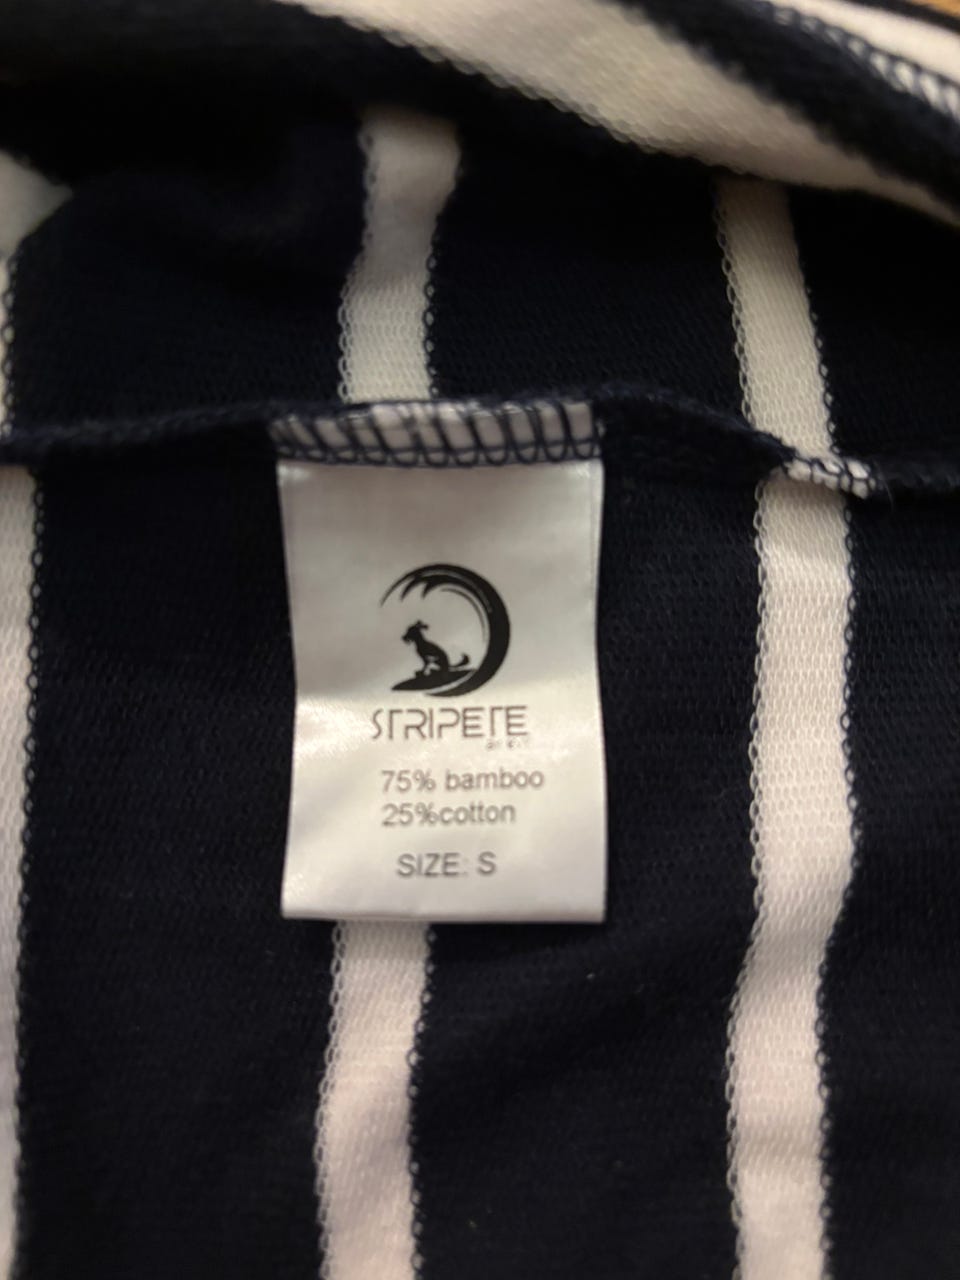 STRIPETE
75% bamboo
25%cotton
SIZE: S